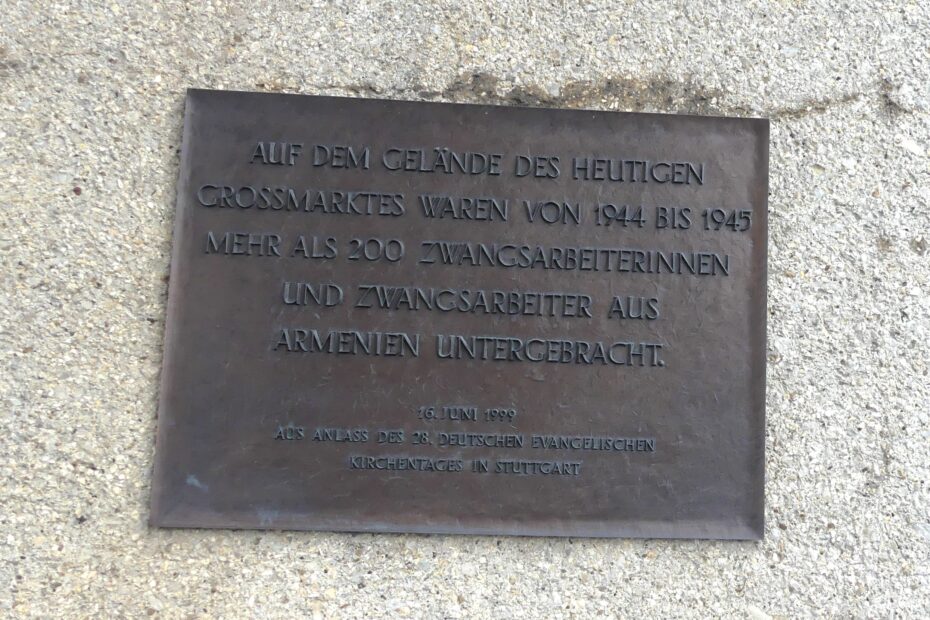 AUF DEM GELÄNDE DES HEUTIGEN
GROSSMARKTES WAREN VON 1944 BIS 1945
MEHR ALS 200 ZWANGSARBEITERINNEN
UND ZWANGSARBEITER AUS
ARMENIEN UNTERGEBRACHT.
16. JUNI 1999
AUS ANLASS DES 28. DEUTSCHEN EVANGELISCHEN
KIRCHENTAGES IN STUTTGART